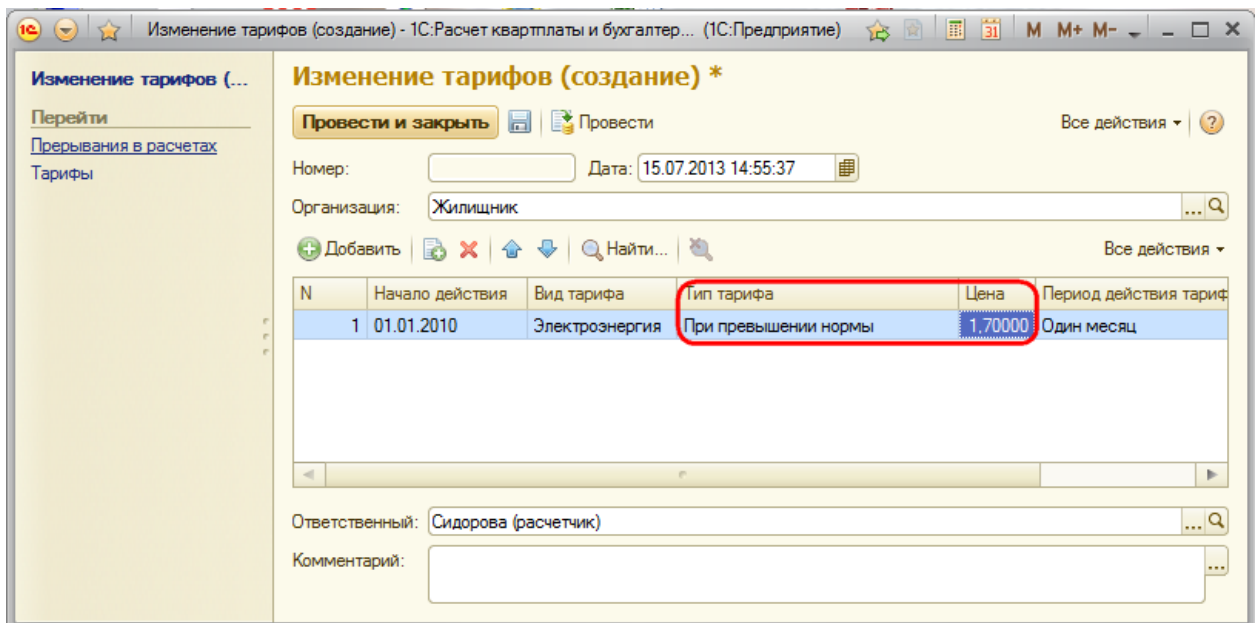 Изменение тарифов (создание) - 1С:Расчет квартплаты и бухгалтер... (1С:Предприятие) 31 M M+ M-
Изменение тарифов (...
Перейти
Прерывания в расчетах
Тарифы
Изменение тарифов (создание) *
Провести и закрыть Провести Все действия
Номер: Дата: 15.07.2013 14:55:37
Организация: Жилищник ...
Добавить Найти... Все действия
N Начало действия Вид тарифа Тип тарифа Цена Период действия тариф
1 01.01.2010 Электроэнергия При превышении нормы 1,70000 Один месяц
Ответственный: Сидорова (расчетчик) ...
Комментарий: ...